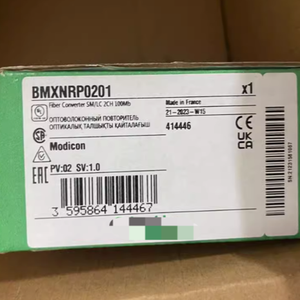 BMXNRP0201 x1
Fiber Converter SM/LC 2CH 100Mb
Made in France
ОПТОВОЛОКОННЫЙ ПОВТОРИТЕЛЬ
ОПТИКАЛЫҚ ТАЛШЫҚТЫ ҚАЙТАЛАҒЫШ
21-2023-W15
414446
Modicon
CE
UK CA
EAC
PV:02 SV:1.0
3 595864 144467